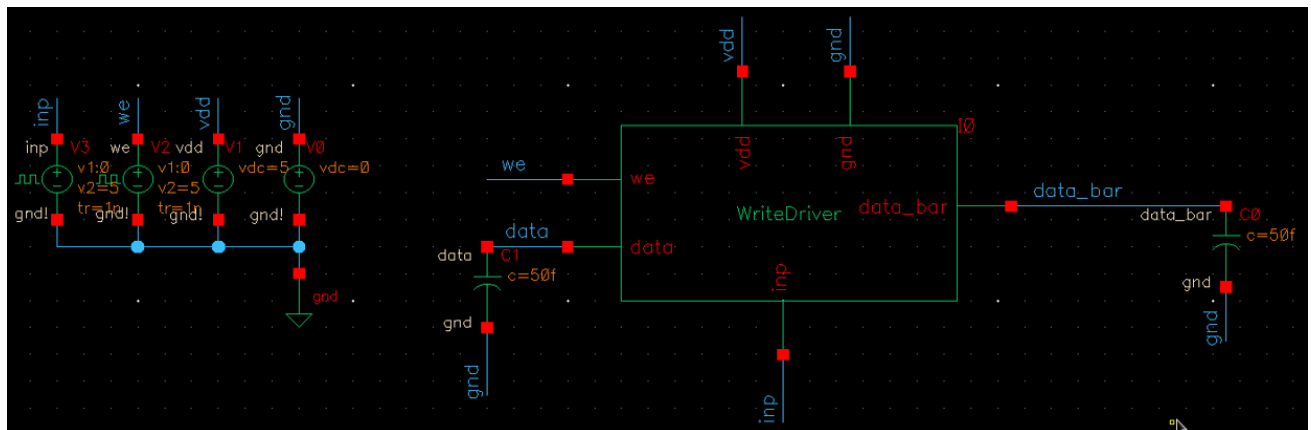 inp
we
vdd
gnd
inp V3
we V2
vdd V1
gnd V0
v1:0
v2=5
tr=1n
v1:0
v2=5
tr=1n
vdc=5
vdc=0
gnd!
gnd!
gnd!
gnd!
gnd
vdd
gnd
I0
vdd
gnd
we
we
WriteDriver
data_bar
data_bar
data_bar
C0
c=50f
gnd
gnd
data
data
data
C1
c=50f
gnd
gnd
inp
inp